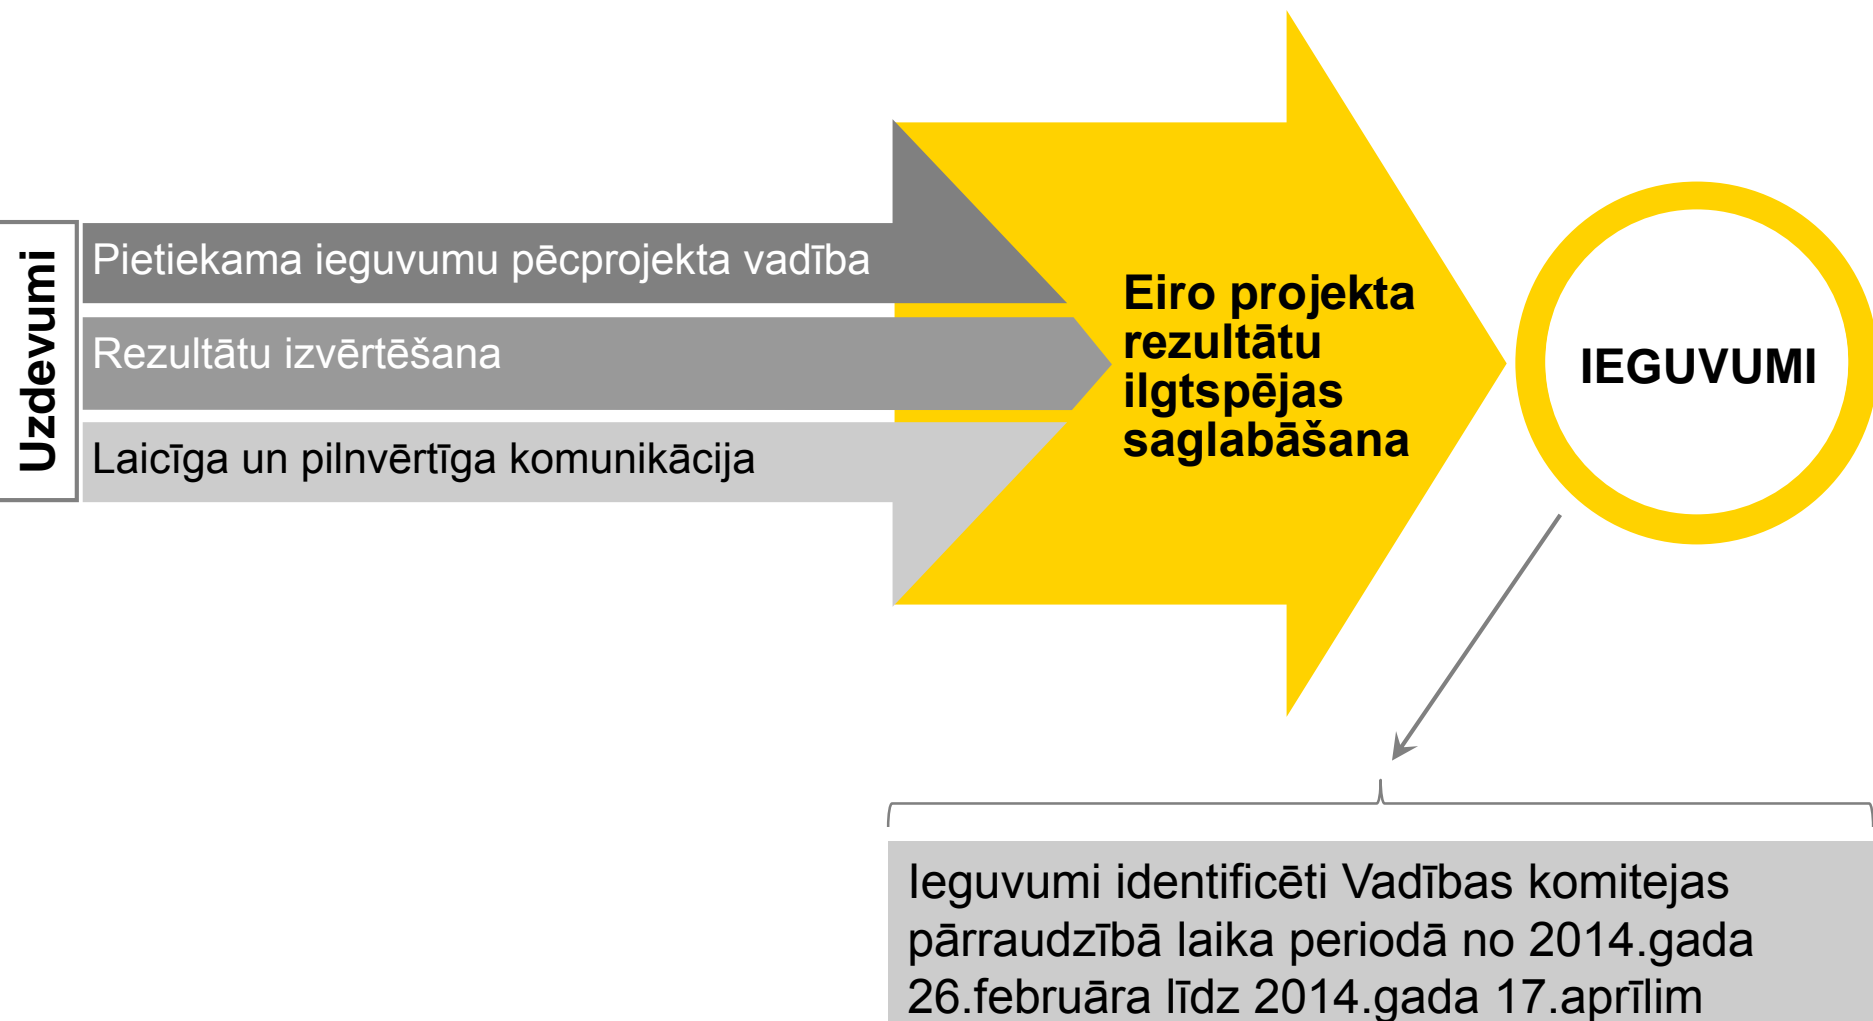 Uzdevumi
Pietiekama ieguvumu pēcprojekta vadība
Rezultātu izvērtēšana
Laicīga un pilnvērtīga komunikācija
Eiro projekta
rezultātu
ilgtspējas
saglabāšana
IEGUVUMI
Ieguvumi identificēti Vadības komitejas
pārraudzībā laika periodā no 2014.gada
26.februāra līdz 2014.gada 17.aprīlim